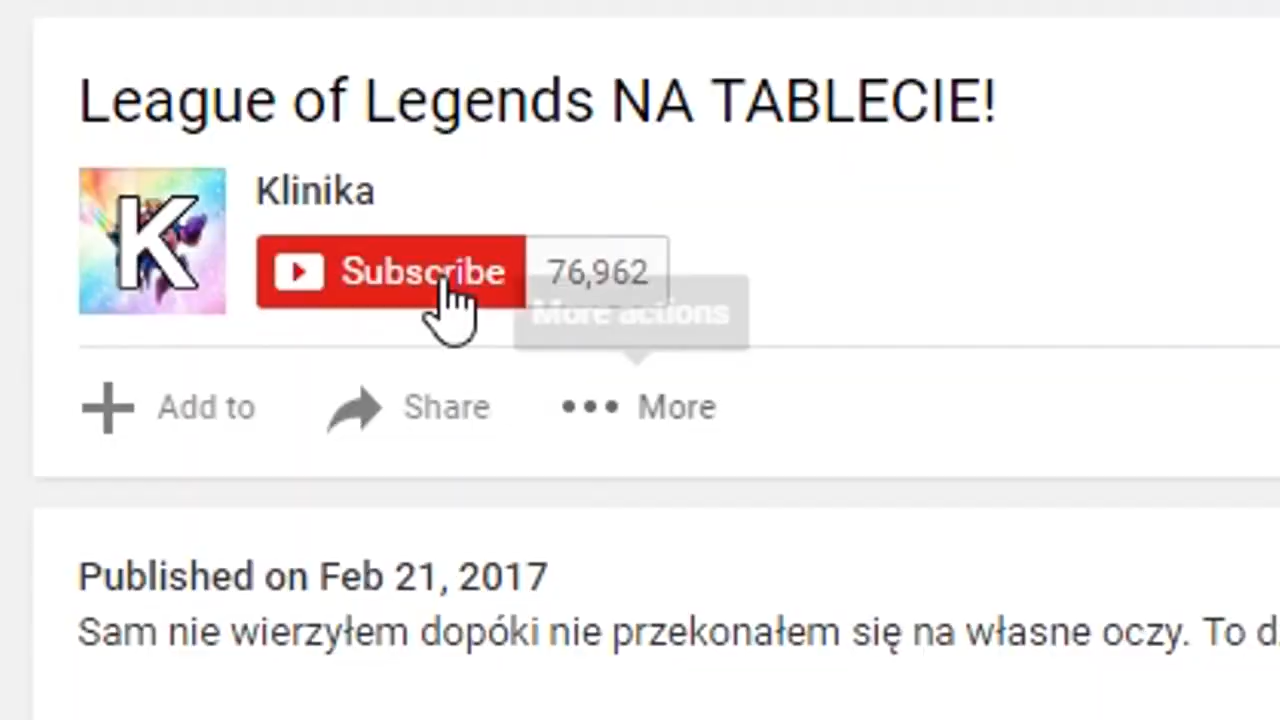 League of Legends NA TABLECIE!
K
Klinika
Subscribe 76,962
More actions
Add to Share More
Published on Feb 21, 2017
Sam nie wierzyłem dopóki nie przekonałem się na własne oczy. To